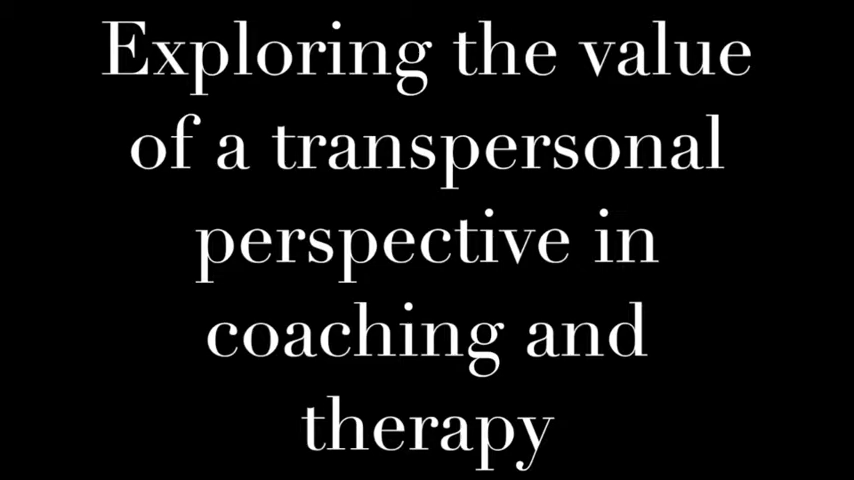 Exploring the value
of a transpersonal
perspective in
coaching and
therapy